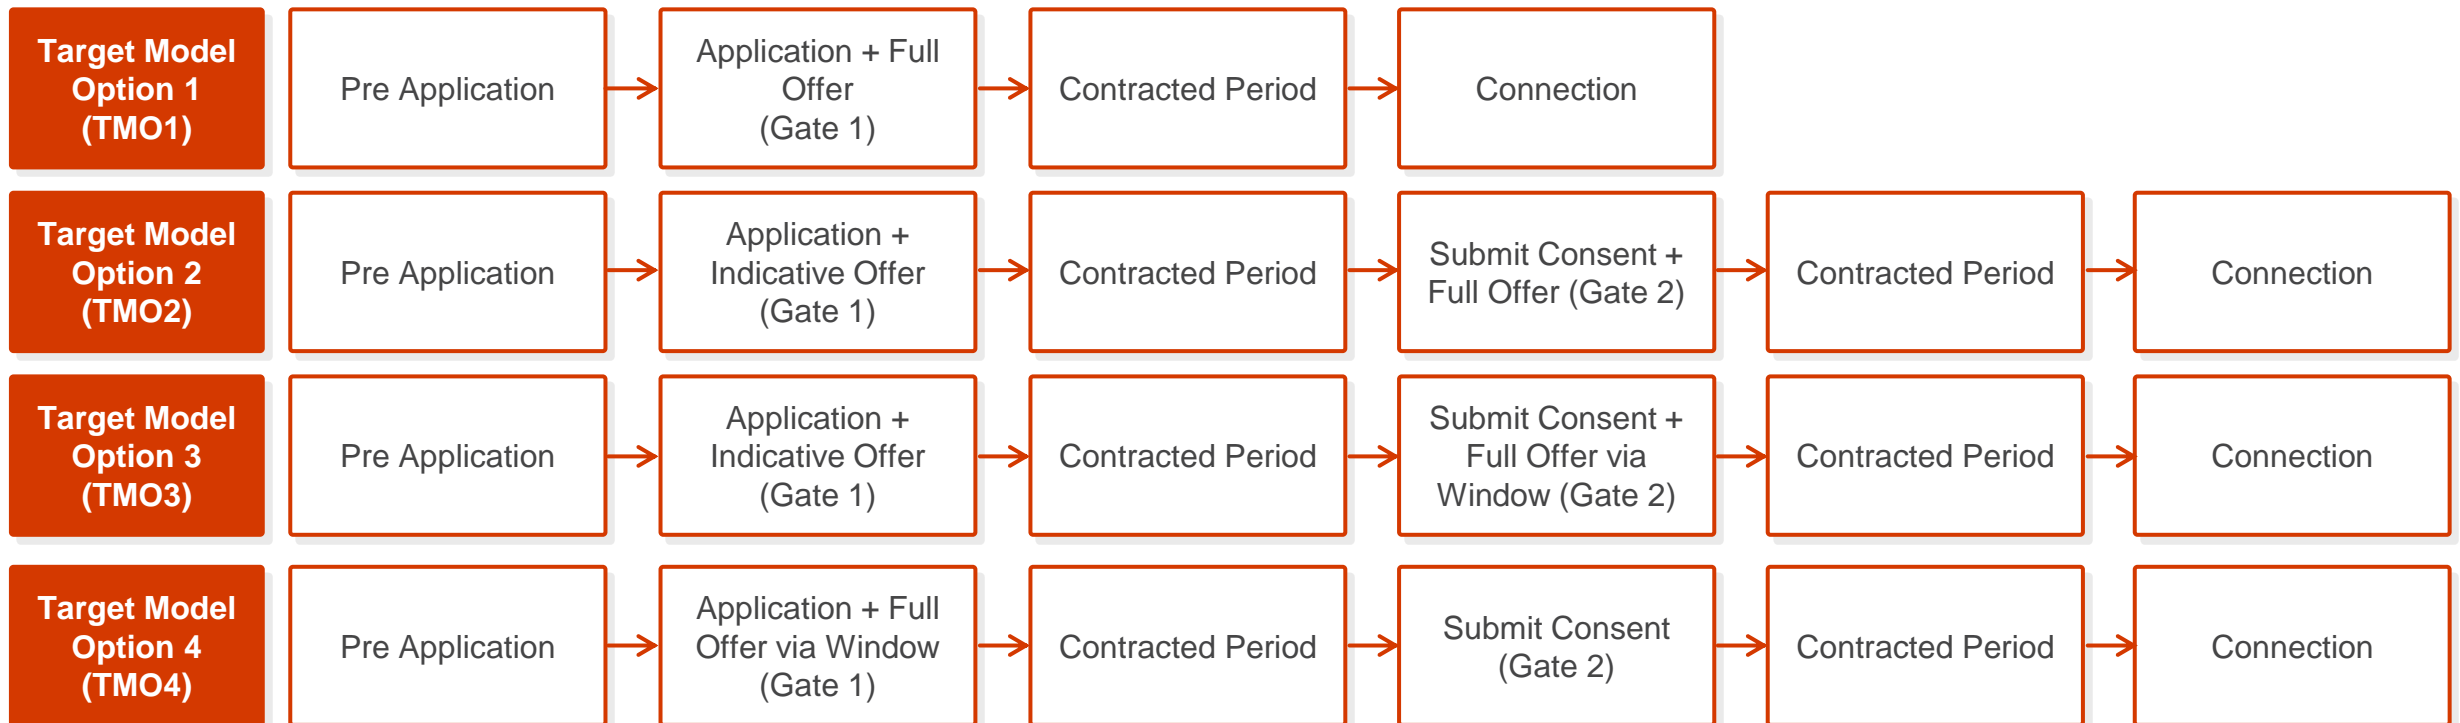 Target Model
Option 1
(TMO1)
Pre Application
Application + Full
Offer
(Gate 1)
Contracted Period
Connection
Target Model
Option 2
(TMO2)
Pre Application
Application +
Indicative Offer
(Gate 1)
Contracted Period
Submit Consent +
Full Offer (Gate 2)
Contracted Period
Connection
Target Model
Option 3
(TMO3)
Pre Application
Application +
Indicative Offer
(Gate 1)
Contracted Period
Submit Consent +
Full Offer via
Window (Gate 2)
Contracted Period
Connection
Target Model
Option 4
(TMO4)
Pre Application
Application + Full
Offer via Window
(Gate 1)
Contracted Period
Submit Consent
(Gate 2)
Contracted Period
Connection